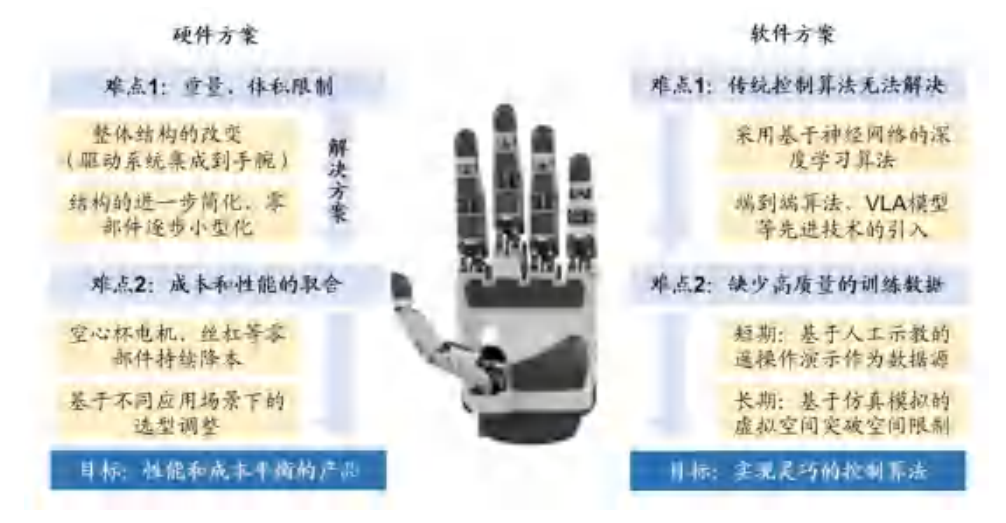 硬件方案
难点1：重量、体积限制
整体结构的改变
（驱动系统集成到手腕）
结构的进一步简化、零
部件逐步小型化
解决方案
难点2：成本和性能的取舍
空心杯电机、丝杠等零
部件持续降本
基于不同应用场景下的
选型调整
目标：性能和成本平衡的产品
软件方案
难点1：传统控制算法无法解决
采用基于神经网络的深
度学习算法
端到端算法、VLA模型
等先进技术的引入
难点2：缺少高质量的训练数据
短期：基于人工示教的
遥操作演示作为数据源
长期：基于仿真模拟的
虚拟空间突破空间限制
目标：实现灵巧的控制算法